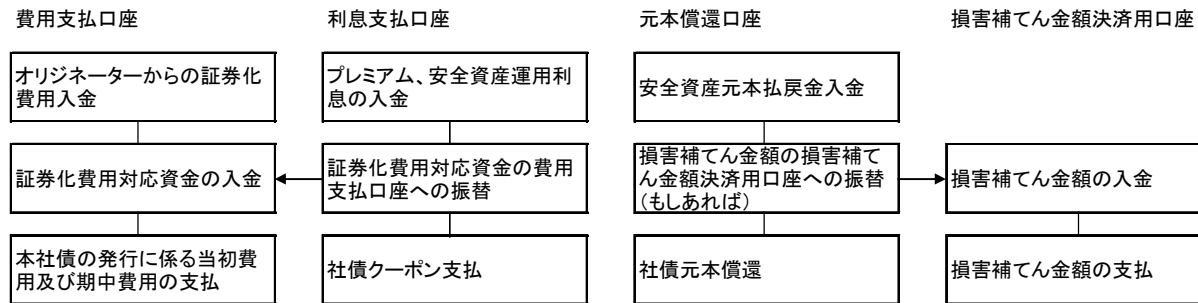 費用支払口座
利息支払口座
元本償還口座
損害補てん金額決済用口座
オリジネーターからの証券化
費用入金
プレミアム、安全資産運用利
息の入金
安全資産元本払戻金入金
証券化費用対応資金の入金
証券化費用対応資金の費用
支払口座への振替
損害補てん金額の損害補て
ん金額決済用口座への振替
(もしあれば)
損害補てん金額の入金
本社債の発行に係る当初費
用及び期中費用の支払
社債クーポン支払
社債元本償還
損害補てん金額の支払